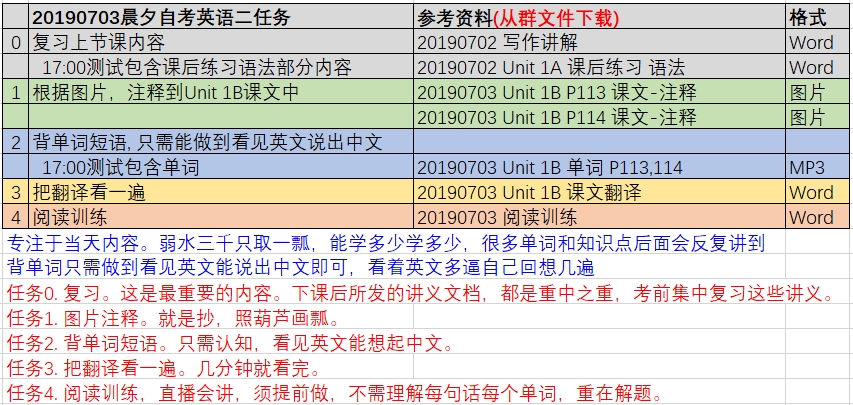 20190703晨夕自考英语二任务 参考资料(从群文件下载) 格式
0 复习上节课内容 20190702 写作讲解 Word
17:00测试包含课后练习语法部分内容 20190702 Unit 1A 课后练习 语法 Word
1 根据图片，注释到Unit 1B课文中 20190703 Unit 1B P113 课文-注释 图片
20190703 Unit 1B P114 课文-注释 图片
2 背单词短语, 只需能做到看见英文说出中文
17:00测试包含单词 20190703 Unit 1B 单词 P113,114 MP3
3 把翻译看一遍 20190703 Unit 1B 课文翻译 Word
4 阅读训练 20190703 阅读训练 Word
专注于当天内容。弱水三千只取一瓢，能学多少学多少，很多单词和知识点后面会反复讲到
背单词只需做到看见英文能说出中文即可，看着英文多逼自己回想几遍
任务0. 复习。这是最重要的内容。下课后所发的讲义文档，都是重中之重，考前集中复习这些讲义。
任务1. 图片注释。就是抄，照葫芦画瓢。
任务2. 背单词短语。只需认知，看见英文能想起中文。
任务3. 把翻译看一遍。几分钟就看完。
任务4. 阅读训练，直播会讲，须提前做，不需理解每句话每个单词，重在解题。